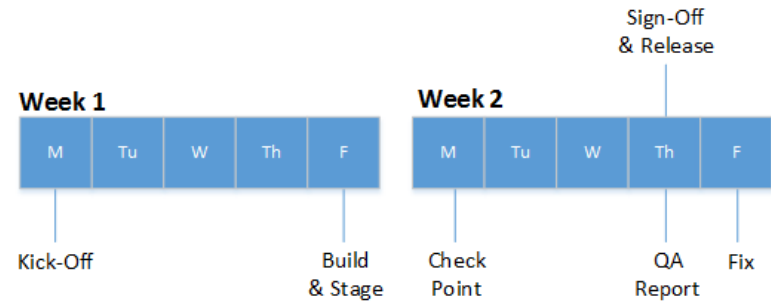 Sign-Off
& Release
Week 1
Week 2
M Tu W Th F
M Tu W Th F
Kick-Off
Build
& Stage
Check
Point
QA
Report
Fix